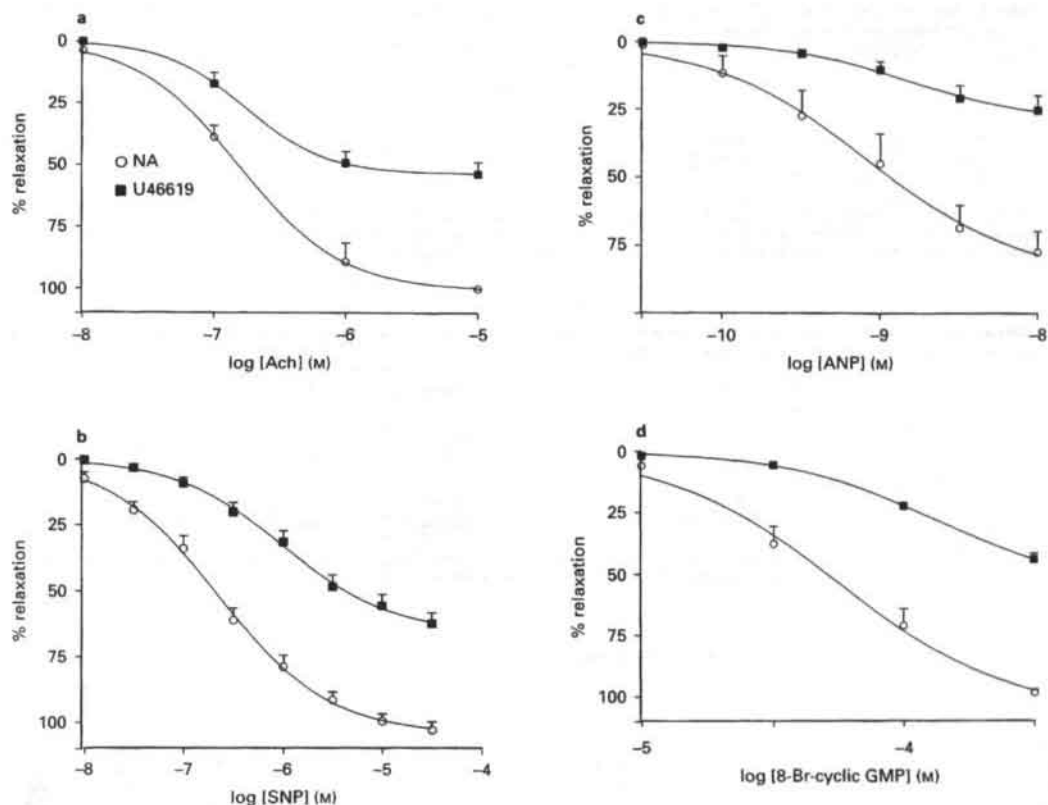 a
0
25
50
75
100
% relaxation
NA
U46619
−8
−7
−6
−5
log [Ach] (M)
c
0
25
50
75
% relaxation
−10
−9
−8
log [ANP] (M)
b
0
25
50
75
100
% relaxation
−8
−7
−6
−5
−4
log [SNP] (M)
d
0
25
50
75
100
% relaxation
−5
−4
log [8-Br-cyclic GMP] (M)